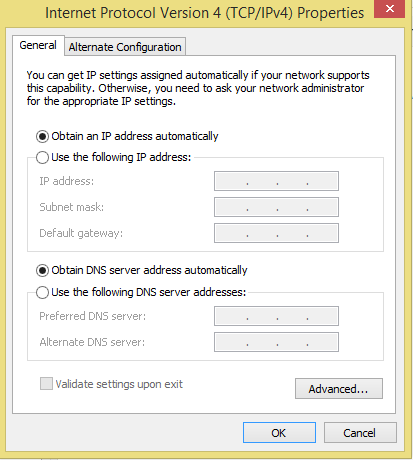 Internet Protocol Version 4 (TCP/IPv4) Properties
General
Alternate Configuration
You can get IP settings assigned automatically if your network supports
this capability. Otherwise, you need to ask your network administrator
for the appropriate IP settings.
Obtain an IP address automatically
Use the following IP address:
IP address:
Subnet mask:
Default gateway:
Obtain DNS server address automatically
Use the following DNS server addresses:
Preferred DNS server:
Alternate DNS server:
Validate settings upon exit
Advanced...
OK
Cancel